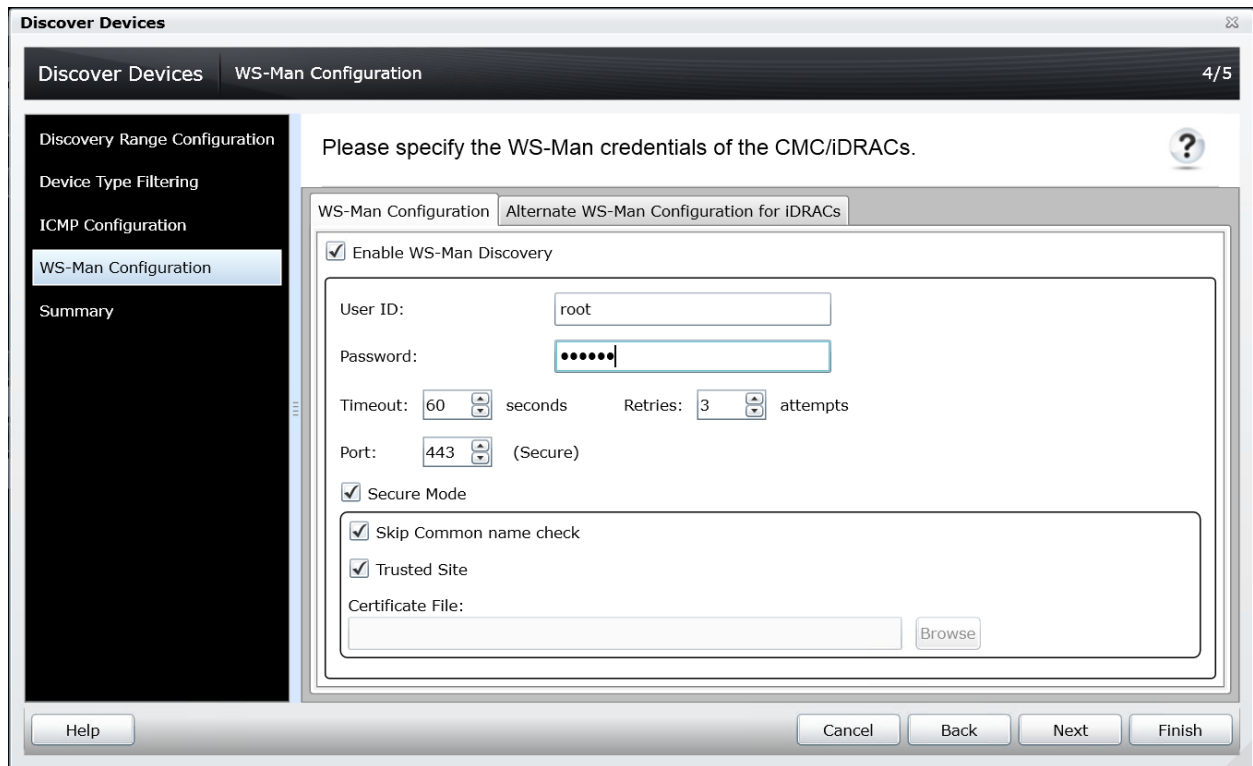 Discover Devices
Discover Devices WS-Man Configuration 4/5
Discovery Range Configuration
Device Type Filtering
ICMP Configuration
WS-Man Configuration
Summary
Please specify the WS-Man credentials of the CMC/iDRACs.
?
WS-Man Configuration Alternate WS-Man Configuration for iDRACs
Enable WS-Man Discovery
User ID: root
Password: ••••••
Timeout: 60 seconds Retries: 3 attempts
Port: 443 (Secure)
Secure Mode
Skip Common name check
Trusted Site
Certificate File:
Browse
Help Cancel Back Next Finish